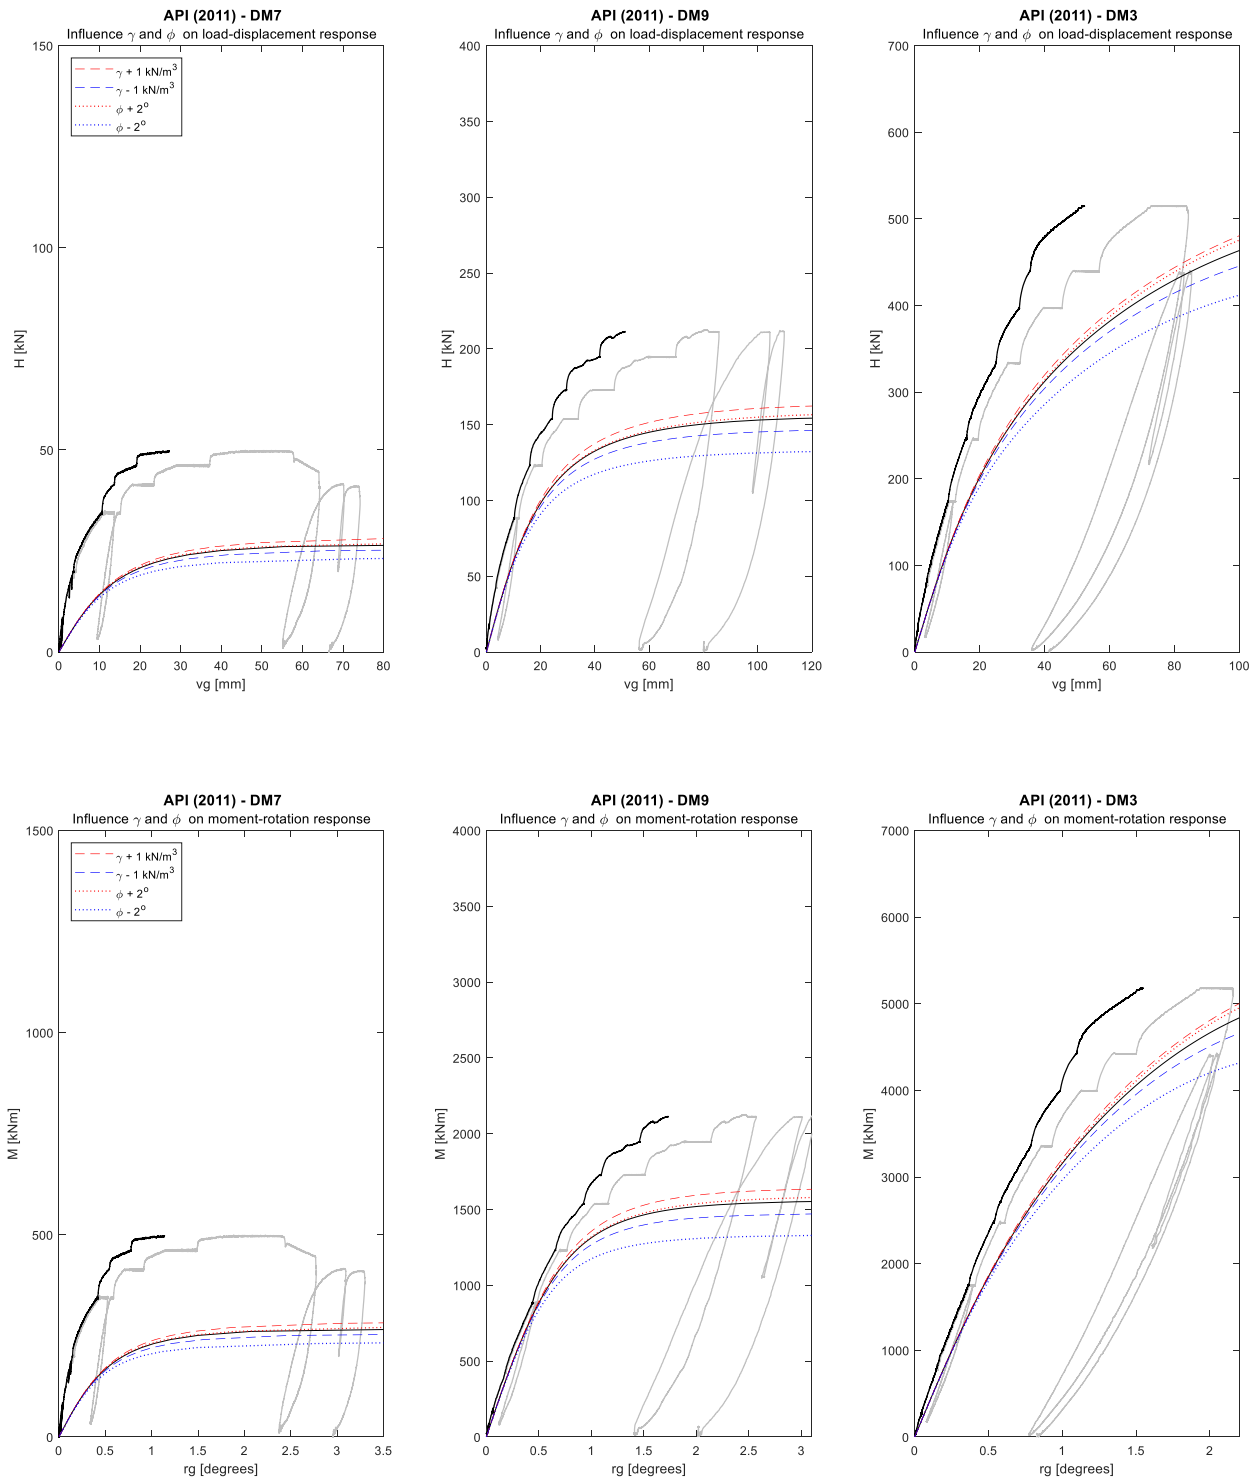 API (2011) - DM7
Influence γ and ϕ on load-displacement response
150
100
50
0
H [kN]
γ + 1 kN/m³
γ - 1 kN/m³
ϕ + 2°
ϕ - 2°
0 10 20 30 40 50 60 70 80
vg [mm]
API (2011) - DM9
Influence γ and ϕ on load-displacement response
400
350
300
250
200
150
100
50
0
H [kN]
0 20 40 60 80 100 120
vg [mm]
API (2011) - DM3
Influence γ and ϕ on load-displacement response
700
600
500
400
300
200
100
0
H [kN]
0 20 40 60 80 100
vg [mm]
API (2011) - DM7
Influence γ and ϕ on moment-rotation response
1500
1000
500
0
M [kNm]
γ + 1 kN/m³
γ - 1 kN/m³
ϕ + 2°
ϕ - 2°
0 0.5 1 1.5 2 2.5 3 3.5
rg [degrees]
API (2011) - DM9
Influence γ and ϕ on moment-rotation response
4000
3500
3000
2500
2000
1500
1000
500
0
M [kNm]
0 0.5 1 1.5 2 2.5 3
rg [degrees]
API (2011) - DM3
Influence γ and ϕ on moment-rotation response
7000
6000
5000
4000
3000
2000
1000
0
M [kNm]
0 0.5 1 1.5 2
rg [degrees]